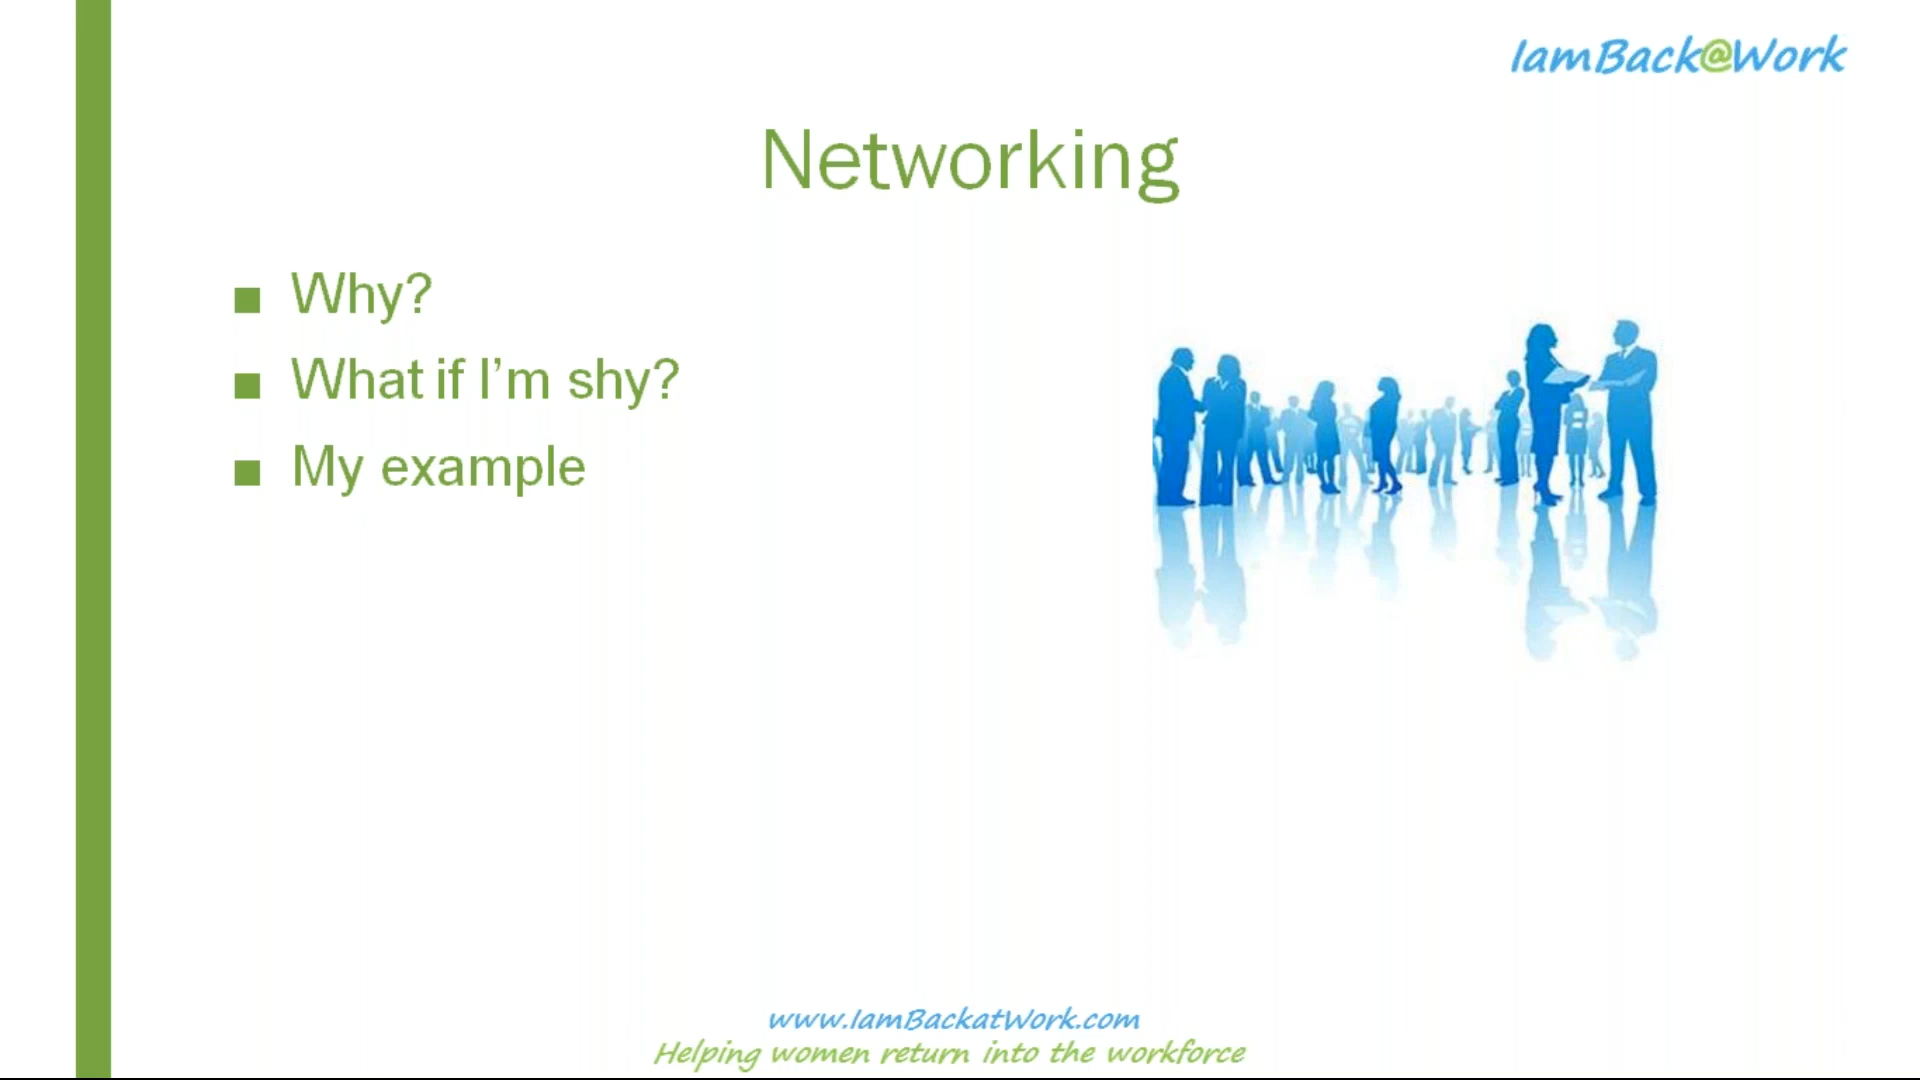 IamBack@Work
Networking
Why?
What if I'm shy?
My example
www.IamBackatWork.com
Helping women return into the workforce